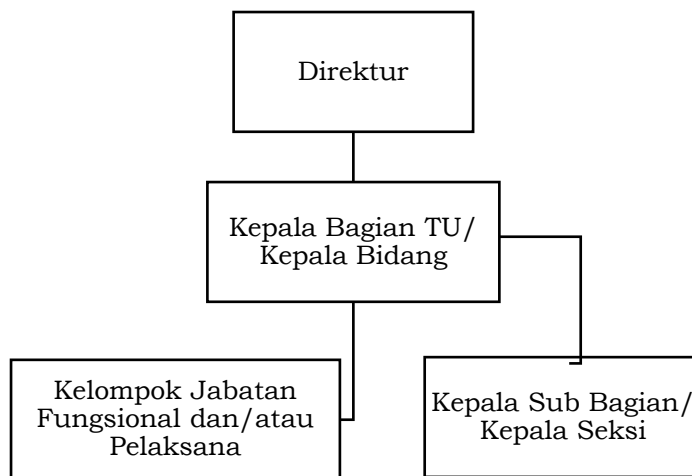 Direktur
Kepala Bagian TU/
Kepala Bidang
Kelompok Jabatan
Fungsional dan/atau
Pelaksana
Kepala Sub Bagian/
Kepala Seksi